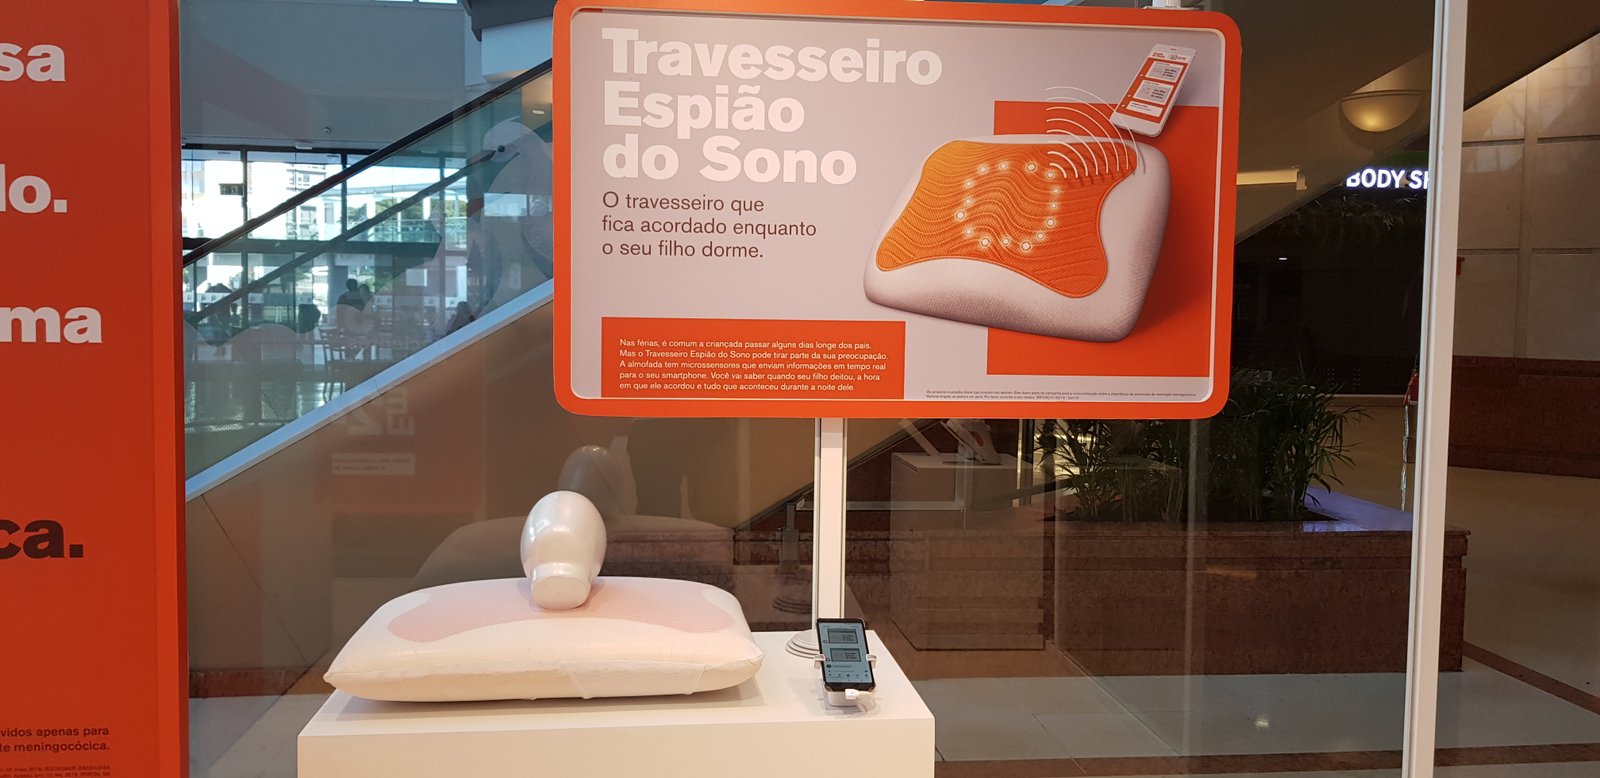 sa
lo.
ma
ca.
vidos apenas para
te meningocócica.
Travesseiro
Espião
do Sono
O travesseiro que
fica acordado enquanto
o seu filho dorme.
Nas férias, é comum a criançada passar alguns dias longe dos pais.
Mas o Travesseiro Espião do Sono pode tirar parte da sua preocupação.
A almofada tem microssensores que enviam informações em tempo real
para o seu smartphone. Você vai saber quando seu filho deitou, a hora
em que ele acordou e tudo que aconteceu durante a noite dele.
BODY SH